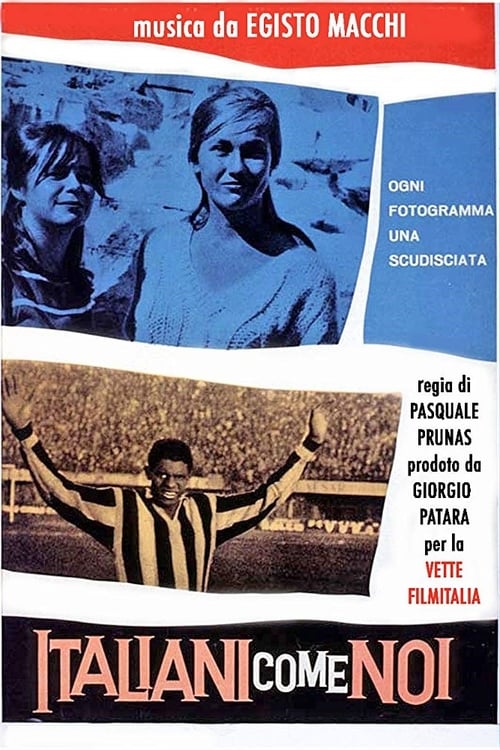 musica da EGISTO MACCHI
OGNI
FOTOGRAMMA
UNA
SCUDISCIATA
regia di
PASQUALE
PRUNAS
prodoto da
GIORGIO
PATARA
per la
VETTE
FILMITALIA
ITALIANI COME NOI